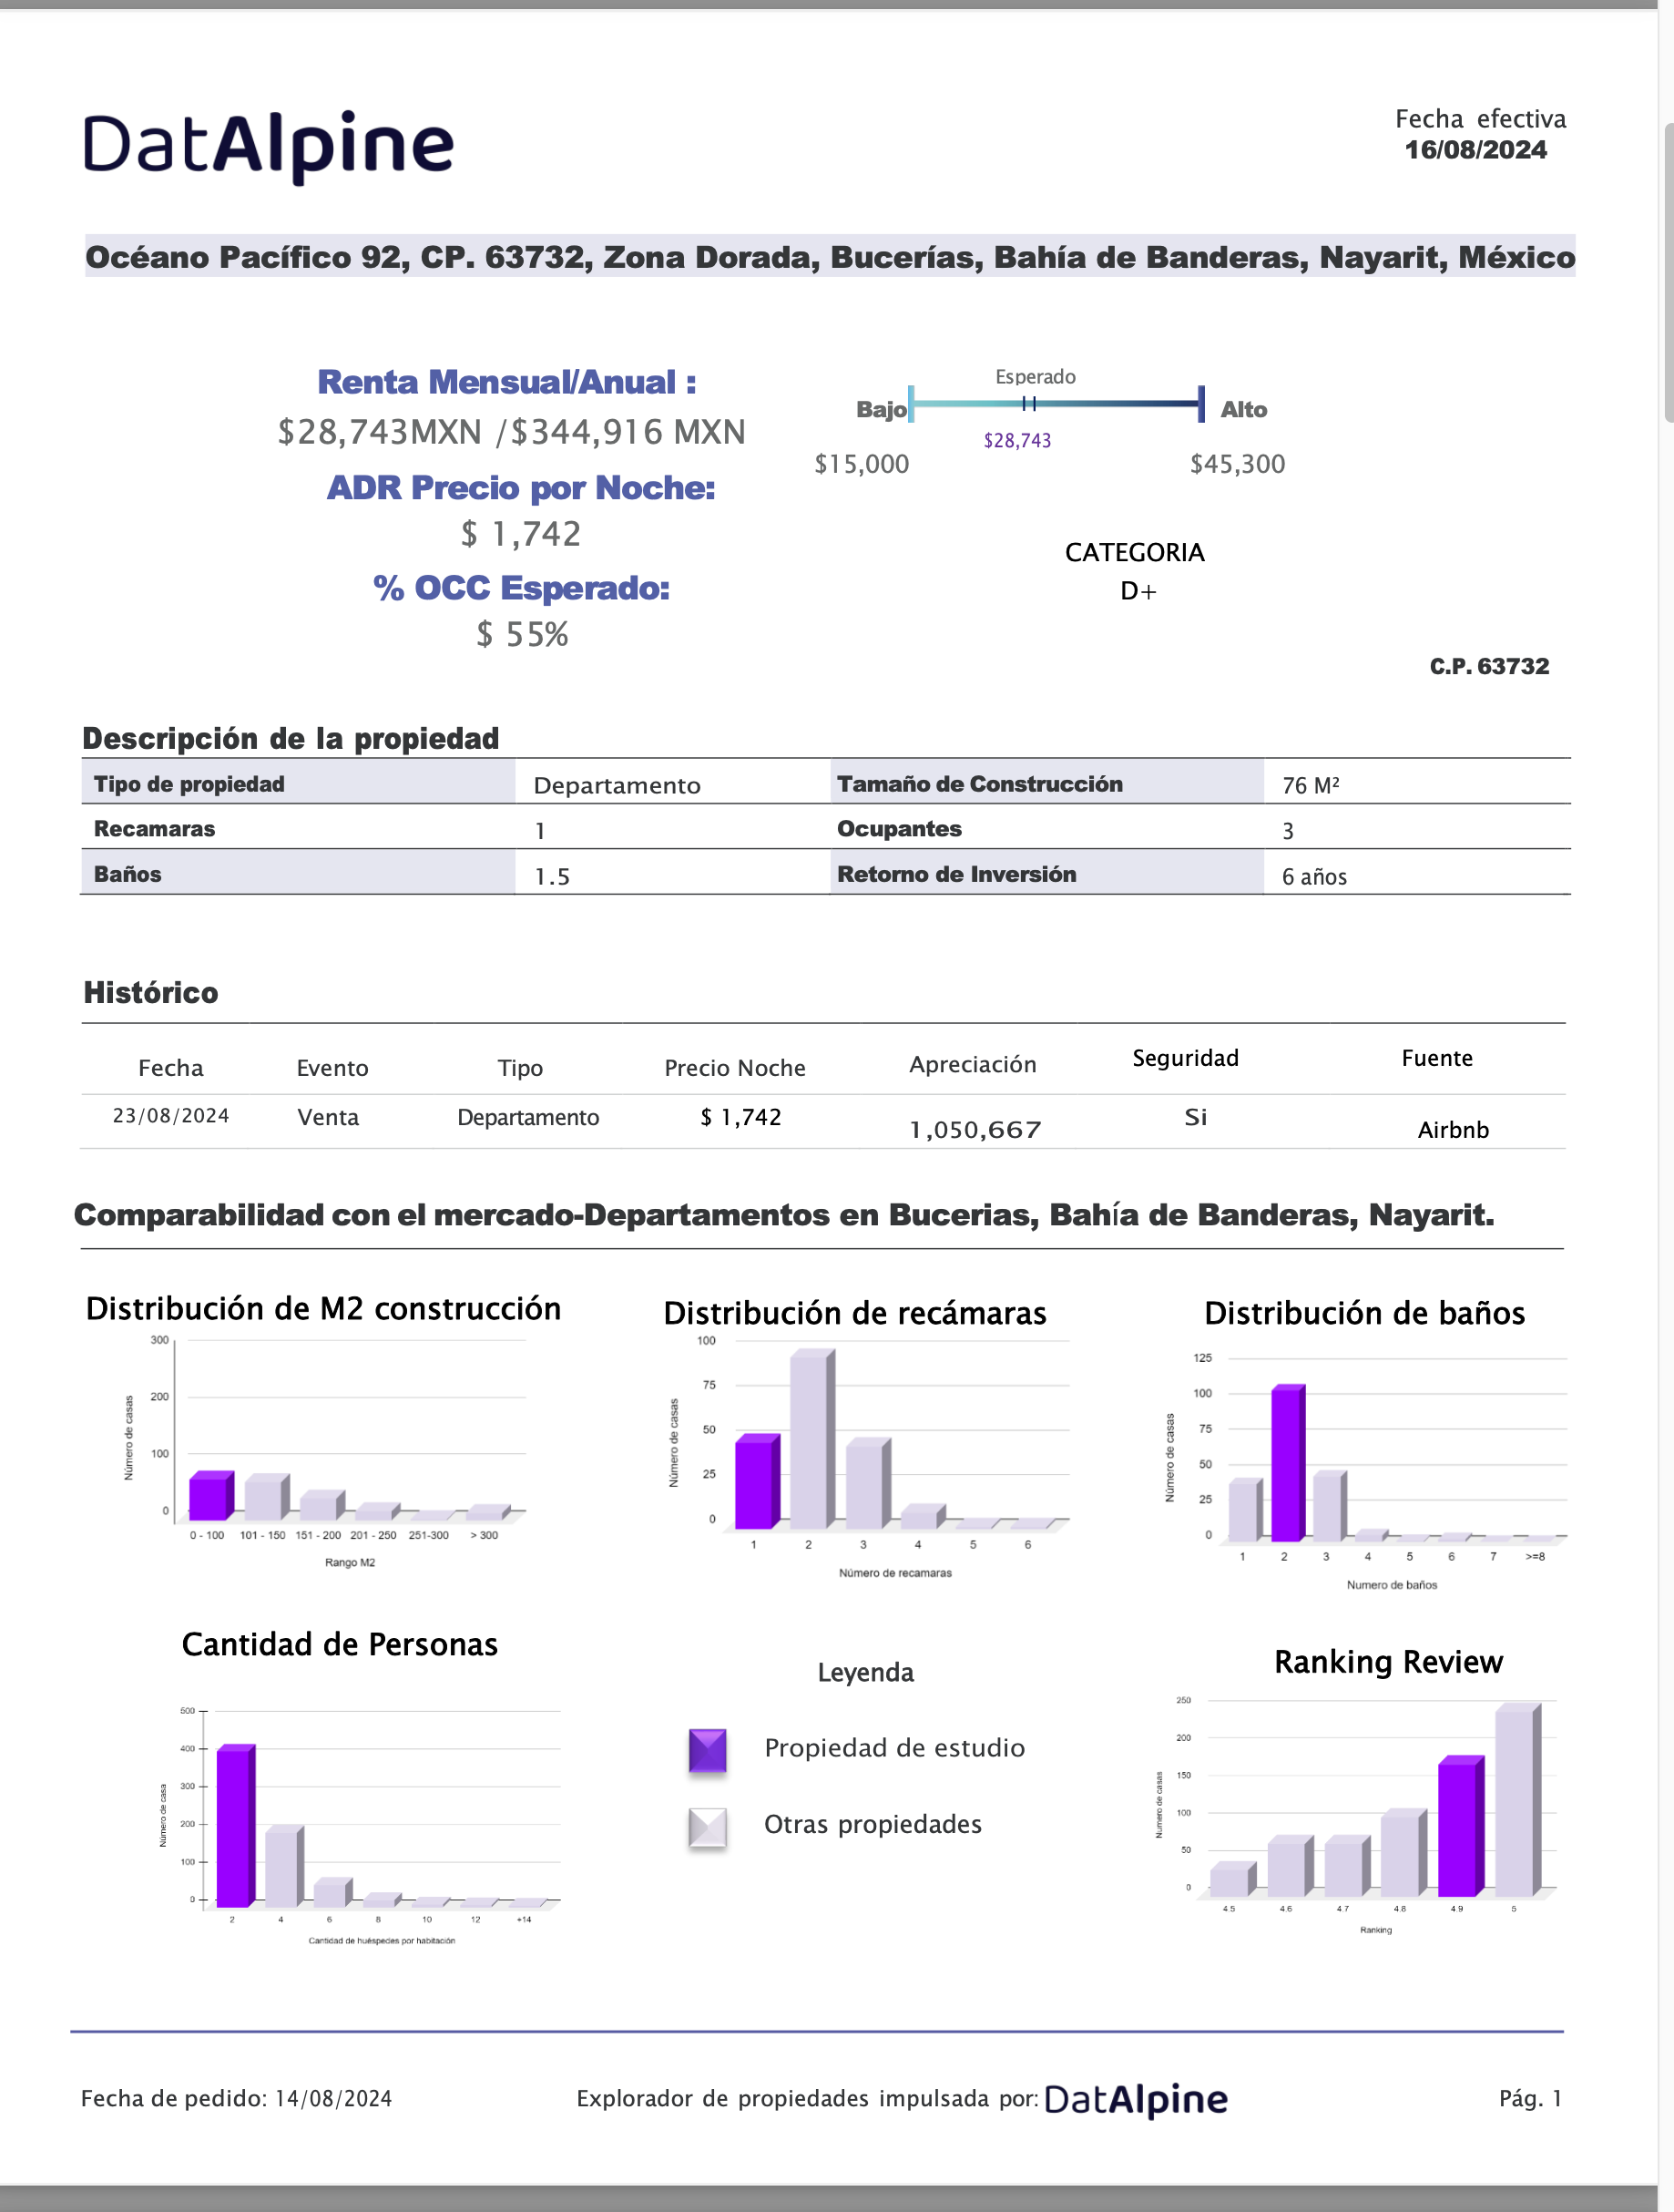 DatAlpine
Fecha efectiva
16/08/2024
Océano Pacífico 92, CP. 63732, Zona Dorada, Bucerías, Bahía de Banderas, Nayarit, México
Renta Mensual/Anual :
$28,743MXN /$344,916 MXN
ADR Precio por Noche:
$ 1,742
% OCC Esperado:
$ 55%
Esperado
Bajo
Alto
$28,743
$15,000
$45,300
CATEGORIA
D+
C.P. 63732
Descripción de la propiedad
Tipo de propiedad Departamento Tamaño de Construcción 76 M²
Recamaras 1 Ocupantes 3
Baños 1.5 Retorno de Inversión 6 años
Histórico
Fecha Evento Tipo Precio Noche Apreciación Seguridad Fuente
23/08/2024 Venta Departamento $ 1,742 1,050,667 Si Airbnb
Comparabilidad con el mercado-Departamentos en Bucerias, Bahía de Banderas, Nayarit.
Distribución de M2 construcción
300
200
100
0
Número de casas
0 - 100 101 - 150 151 - 200 201 - 250 251-300 > 300
Rango M2
Distribución de recámaras
100
75
50
25
0
Número de casas
1 2 3 4 5 6
Número de recamaras
Distribución de baños
125
100
75
50
25
0
Número de casas
1 2 3 4 5 6 7 >=8
Numero de baños
Cantidad de Personas
500
400
300
200
100
0
Número de casa
2 4 6 8 10 12 +14
Cantidad de huéspedes por habitación
Leyenda
Propiedad de estudio
Otras propiedades
Ranking Review
250
200
150
100
50
0
Numero de casas
4.5 4.6 4.7 4.8 4.9 5
Ranking
Fecha de pedido: 14/08/2024
Explorador de propiedades impulsada por: DatAlpine
Pág. 1